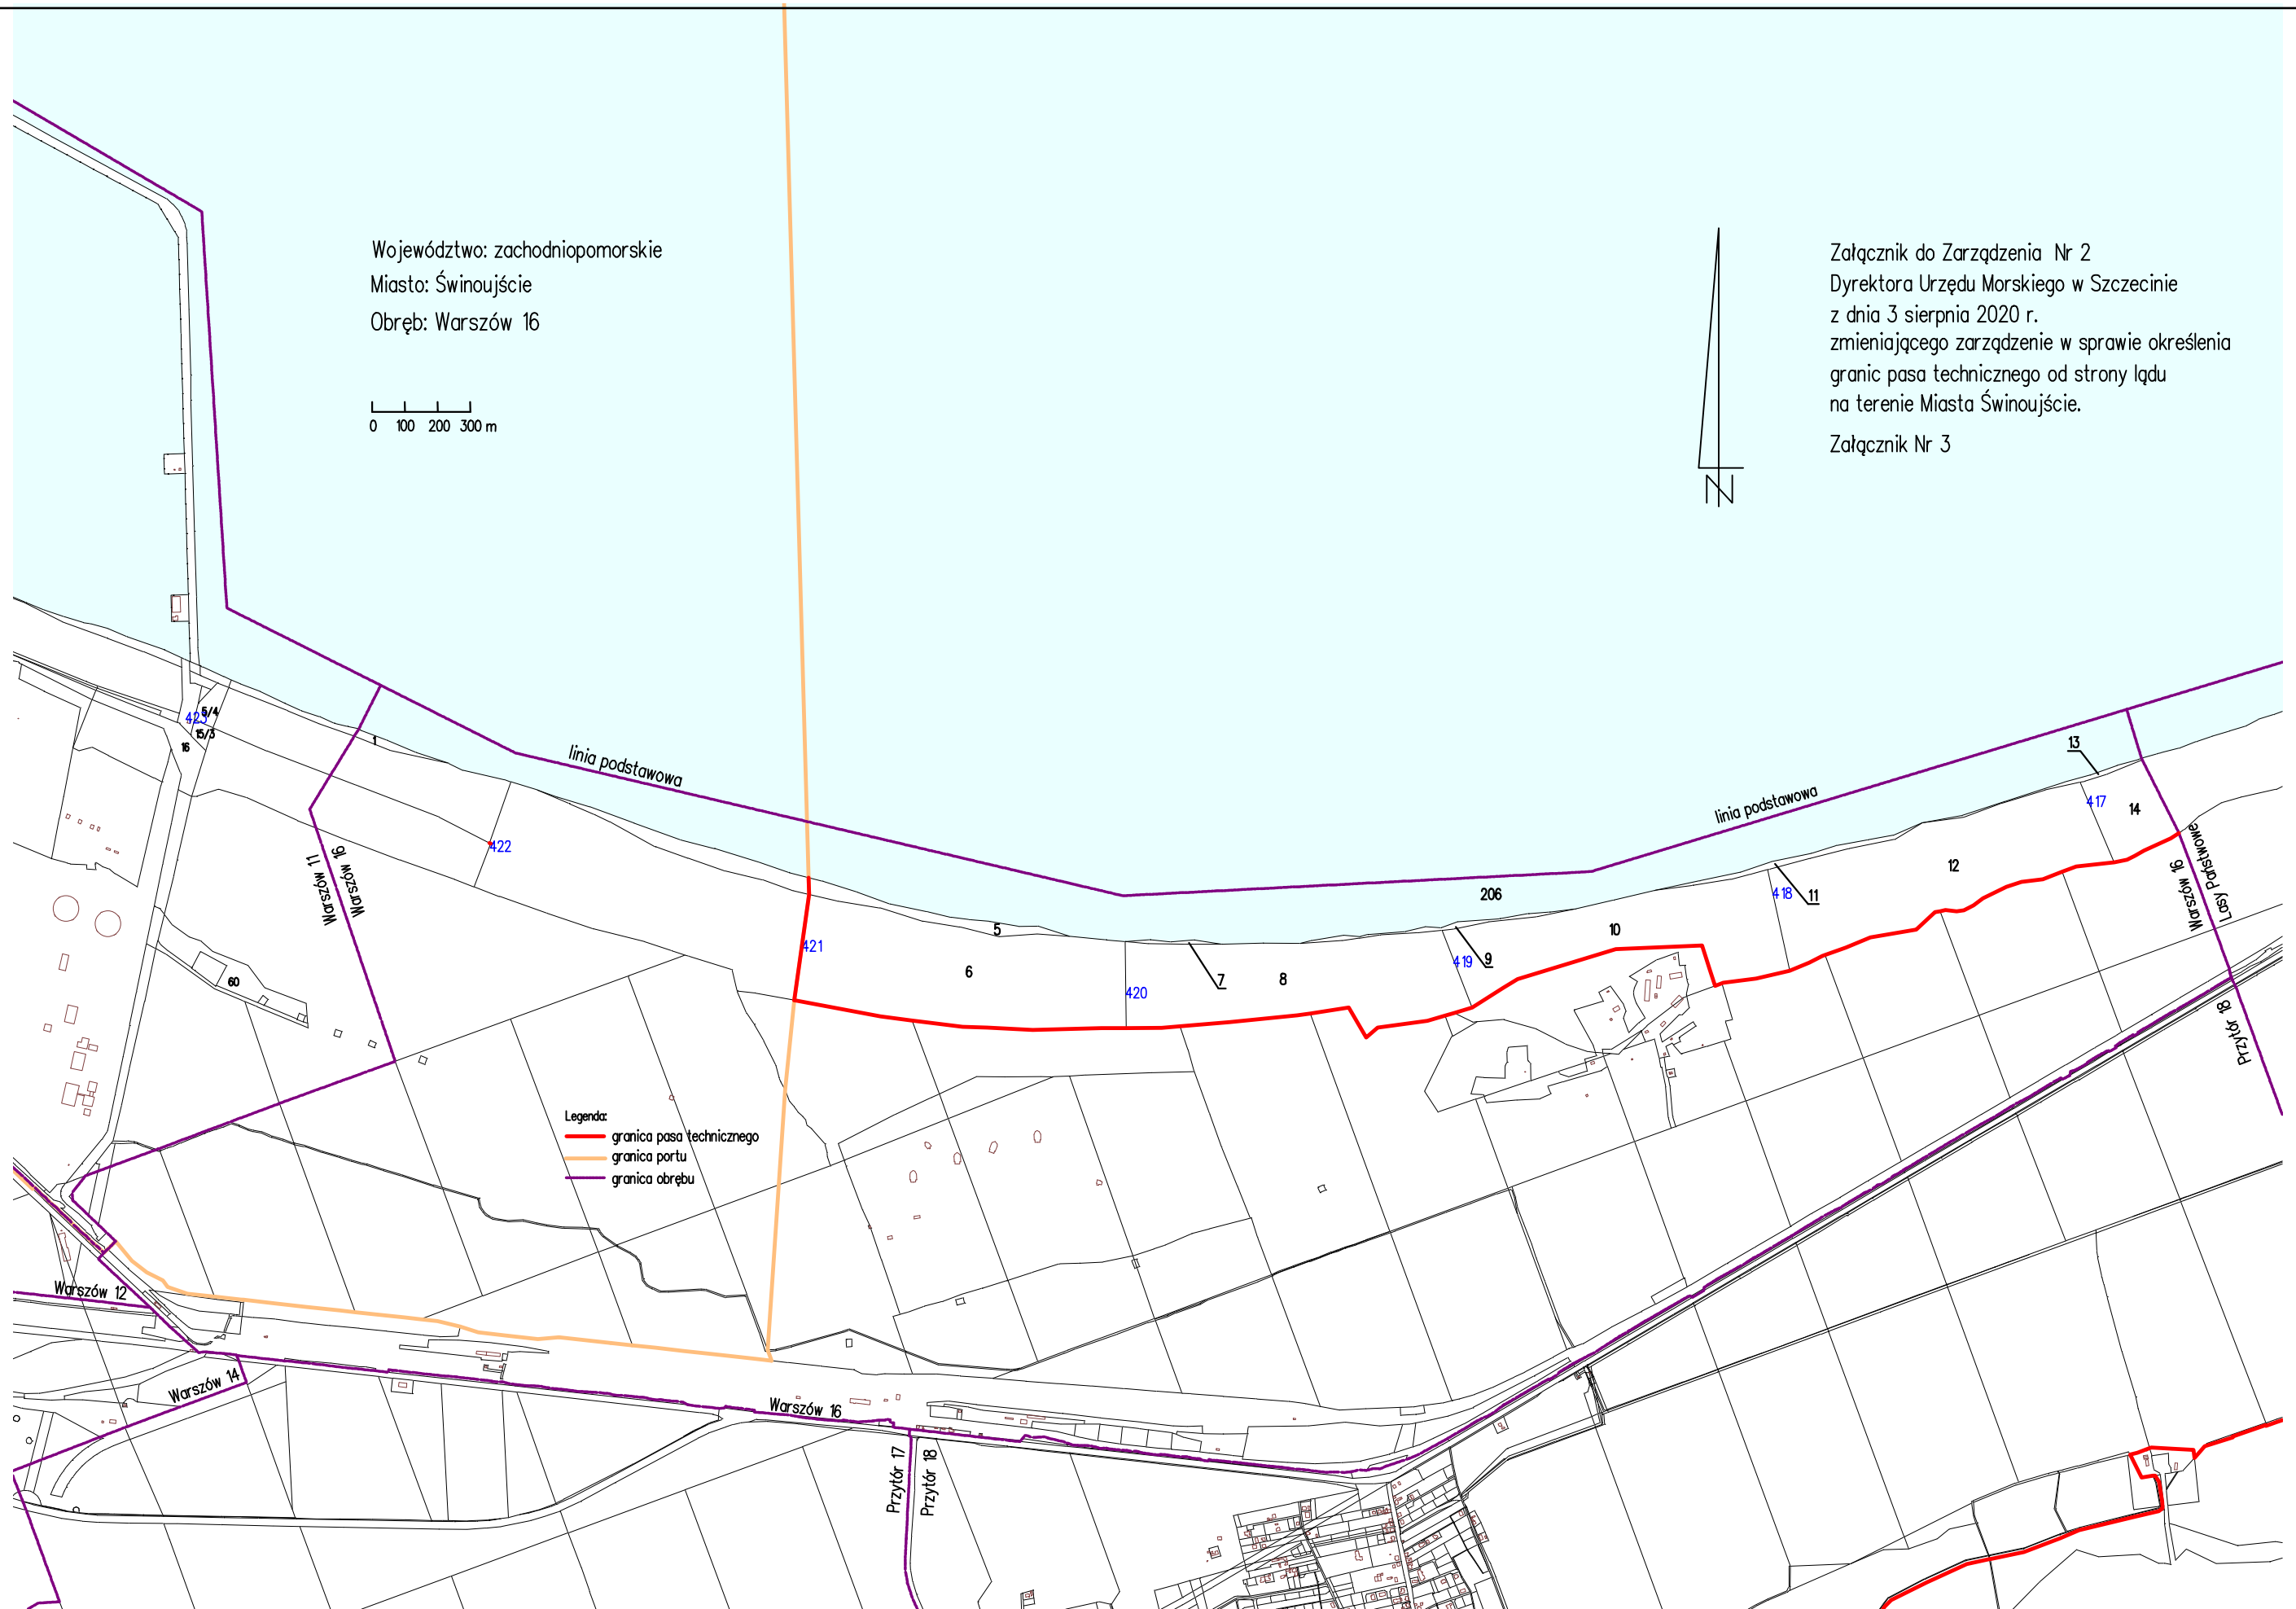 Województwo: zachodniopomorskie
Miasto: Świnoujście
Obręb: Warszów 16
0 100 200 300 m
N
Załącznik do Zarządzenia Nr 2
Dyrektora Urzędu Morskiego w Szczecinie
z dnia 3 sierpnia 2020 r.
zmieniającego zarządzenie w sprawie określenia
granic pasa technicznego od strony lądu
na terenie Miasta Świnoujście.
Załącznik Nr 3
423
15/3
16
1
linia podstawowa
422
Warszów 11
Warszów 16
60
421
5
6
420
7
8
206
419
9
10
418
11
linia podstawowa
12
13
417
14
Warszów 16
Lasy Państwowe
Przytór 18
Legenda:
granica pasa technicznego
granica portu
granica obrębu
Warszów 12
Warszów 14
Warszów 16
Przytór 17
Przytór 18